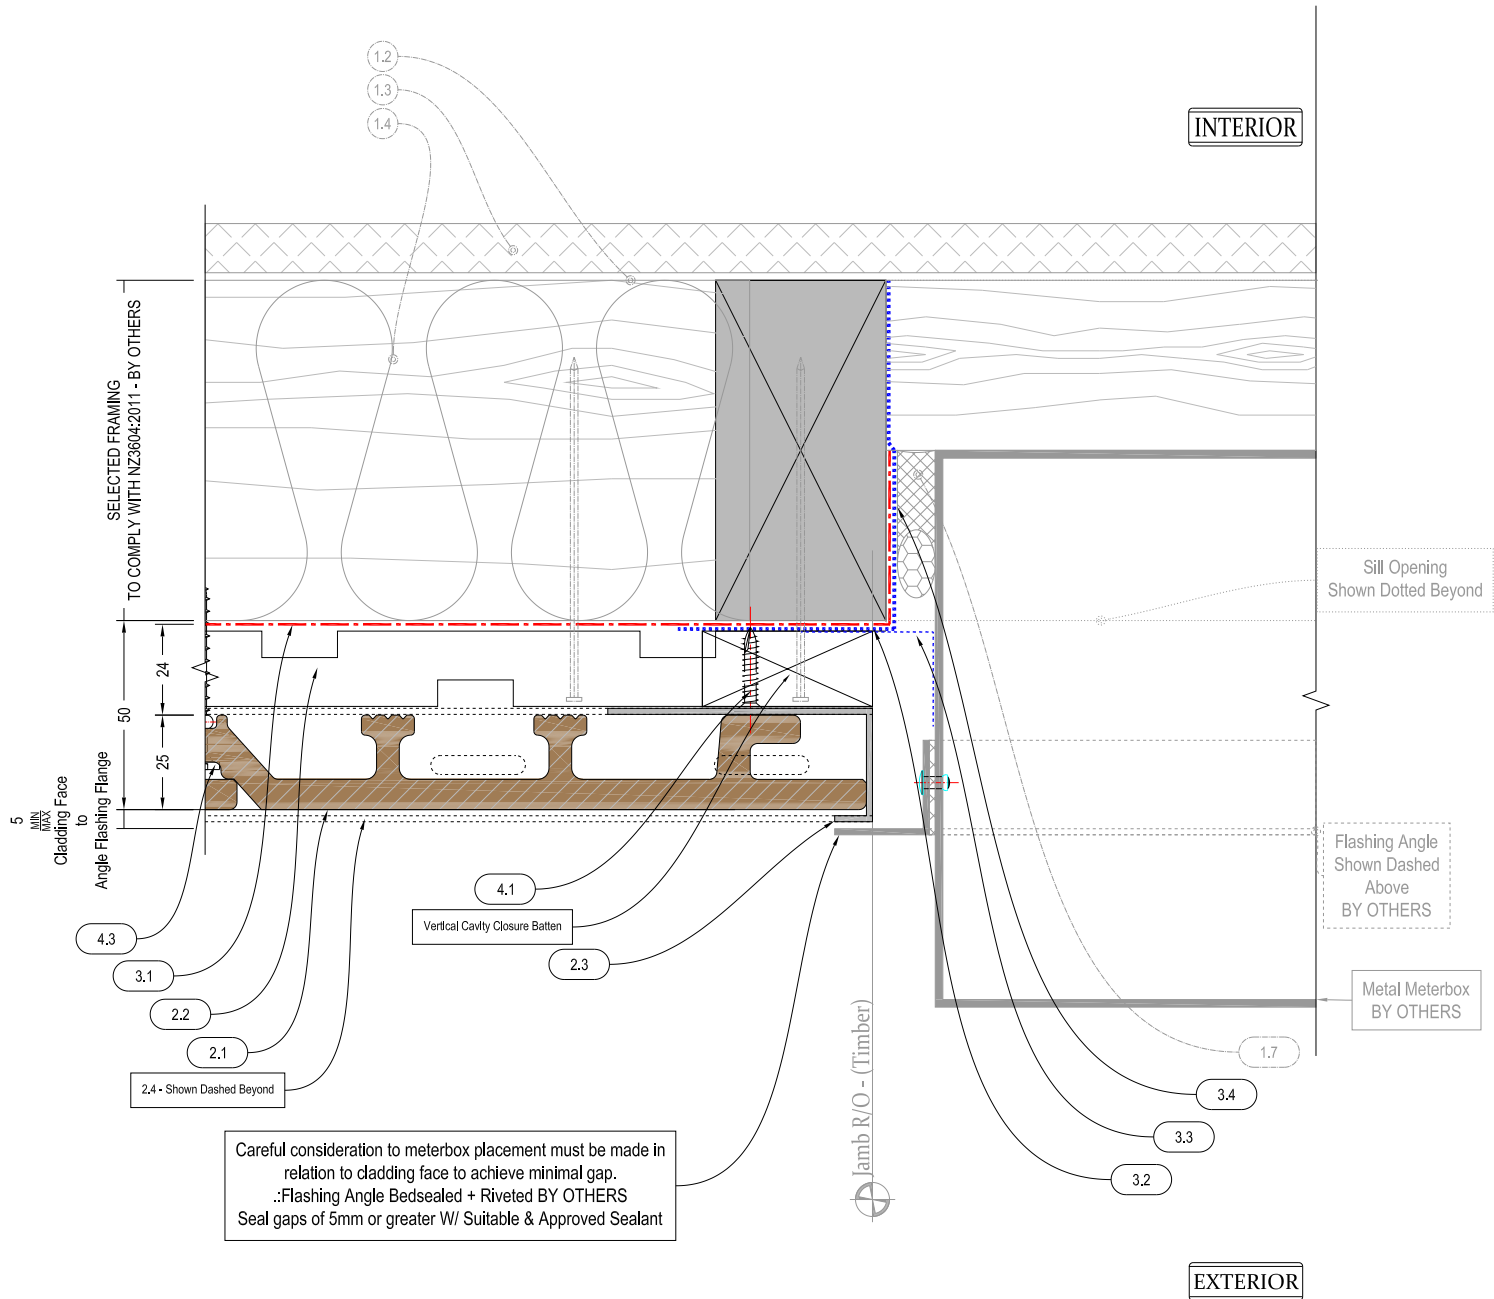 1.2
1.3
1.4
INTERIOR
SELECTED FRAMING
TO COMPLY WITH NZ3604:2011 - BY OTHERS
24
50
25
5
MIN
MAX
Cladding Face
to
Angle Flashing Flange
Sill Opening
Shown Dotted Beyond
Flashing Angle
Shown Dashed
Above
BY OTHERS
4.1
Vertical Cavity Closure Batten
2.3
4.3
3.1
2.2
2.1
2.4 - Shown Dashed Beyond
Metal Meterbox
BY OTHERS
1.7
3.4
3.3
3.2
Jamb R/O - (Timber)
Careful consideration to meterbox placement must be made in
relation to cladding face to achieve minimal gap.
.:Flashing Angle Bedsealed + Riveted BY OTHERS
Seal gaps of 5mm or greater W/ Suitable & Approved Sealant
EXTERIOR